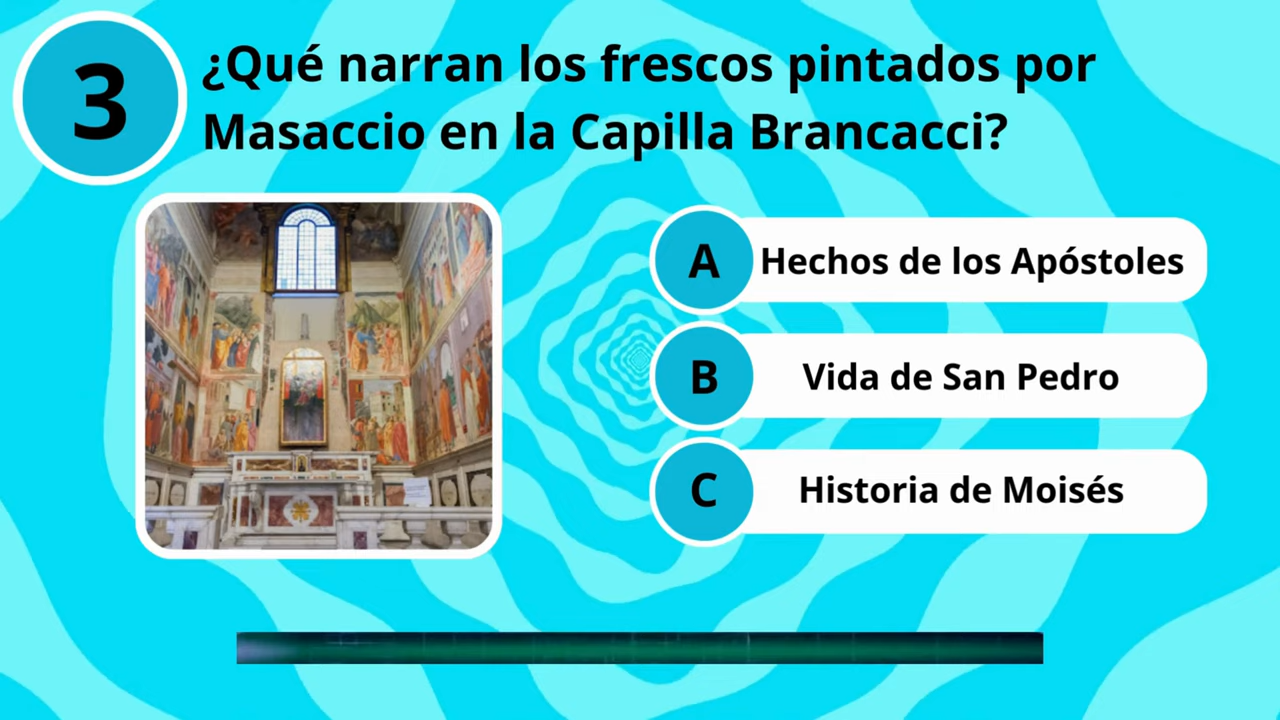 3
¿Qué narran los frescos pintados por
Masaccio en la Capilla Brancacci?
A Hechos de los Apóstoles
B Vida de San Pedro
C Historia de Moisés